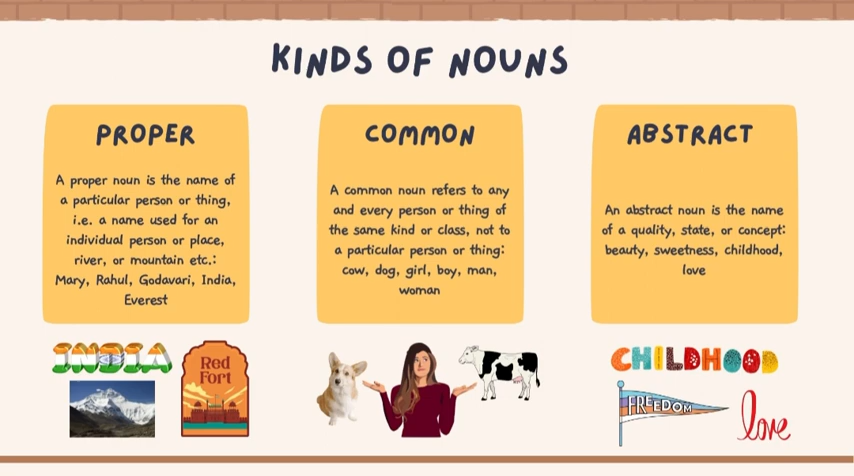 KINDS OF NOUNS
PROPER
A proper noun is the name of
a particular person or thing,
i.e. a name used for an
individual person or place,
river, or mountain etc.:
Mary, Rahul, Godavari, India,
Everest
COMMON
A common noun refers to any
and every person or thing of
the same kind or class, not to
a particular person or thing:
cow, dog, girl, boy, man,
woman
ABSTRACT
An abstract noun is the name
of a quality, state, or concept:
beauty, sweetness, childhood,
love
INDIA
Red
Fort
CHILDHOOD
FREEDOM
love